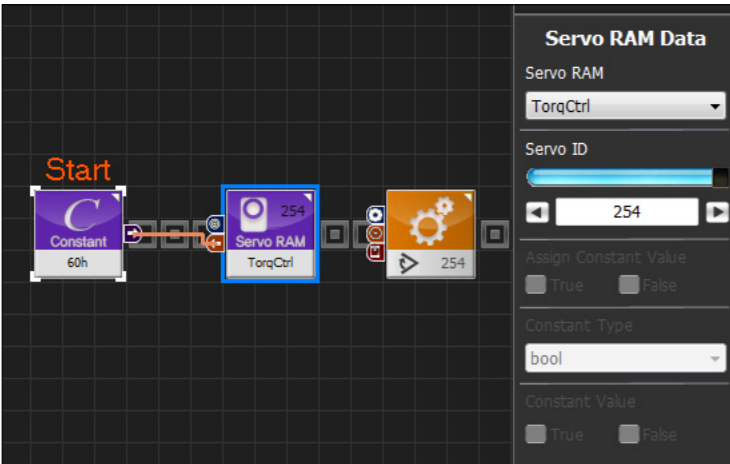 Start
C
Constant
60h
254
Servo RAM
TorqCtrl
254
Servo RAM Data
Servo RAM
TorqCtrl
Servo ID
254
Assign Constant Value
True False
Constant Type
bool
Constant Value
True False